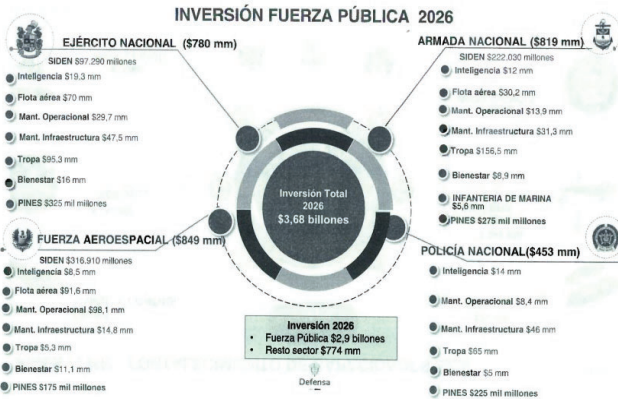 INVERSIÓN FUERZA PÚBLICA 2026
EJÉRCITO NACIONAL ($780 mm)
SIDEN $97.290 millones
Inteligencia $19,3 mm
Flota aérea $70 mm
Mant. Operacional $29,7 mm
Mant. Infraestructura $47,5 mm
Tropa $95,3 mm
Bienestar $16 mm
PINES $325 mil millones
ARMADA NACIONAL ($819 mm)
SIDEN $222.030 millones
Inteligencia $12 mm
Flota aérea $30,2 mm
Mant. Operacional $13,9 mm
Mant. Infraestructura $31,3 mm
Tropa $156,5 mm
Bienestar $8,9 mm
INFANTERIA DE MARINA
$5,6 mm
PINES $275 mil millones
Inversión Total
2026
$3,68 billones
FUERZA AEROESPACIAL ($849 mm)
SIDEN $316.910 millones
Inteligencia $8,5 mm
Flota aérea $91,6 mm
Mant. Operacional $98,1 mm
Mant. Infraestructura $14,8 mm
Tropa $5,3 mm
Bienestar $11,1 mm
PINES $175 mil millones
POLICÍA NACIONAL($453 mm)
Inteligencia $14 mm
Mant. Operacional $8,4 mm
Mant. Infraestructura $46 mm
Tropa $65 mm
Bienestar $5 mm
PINES $225 mil millones
Inversión 2026
• Fuerza Pública $2,9 billones
• Resto sector $774 mm
Defensa